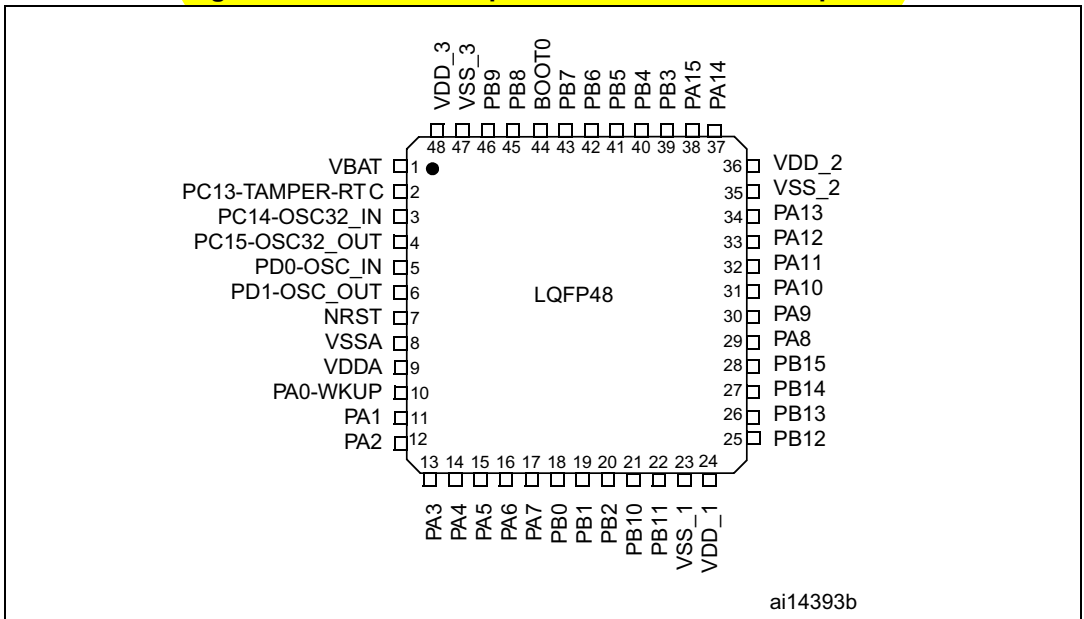 VDD_3
VSS_3
PB9
PB8
BOOT0
PB7
PB6
PB5
PB4
PB3
PA15
PA14
48 47 46 45 44 43 42 41 40 39 38 37
VBAT 1
PC13-TAMPER-RTC 2
PC14-OSC32_IN 3
PC15-OSC32_OUT 4
PD0-OSC_IN 5
PD1-OSC_OUT 6
NRST 7
VSSA 8
VDDA 9
PA0-WKUP 10
PA1 11
PA2 12
LQFP48
36 VDD_2
35 VSS_2
34 PA13
33 PA12
32 PA11
31 PA10
30 PA9
29 PA8
28 PB15
27 PB14
26 PB13
25 PB12
13 14 15 16 17 18 19 20 21 22 23 24
PA3
PA4
PA5
PA6
PA7
PB0
PB1
PB2
PB10
PB11
VSS_1
VDD_1
ai14393b